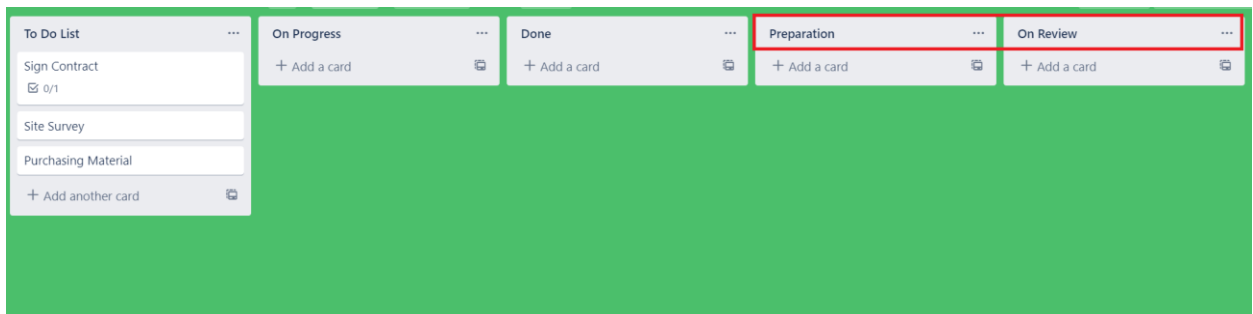 To Do List
Sign Contract
0/1
Site Survey
Purchasing Material
+ Add another card
On Progress
+ Add a card
Done
+ Add a card
Preparation
+ Add a card
On Review
+ Add a card